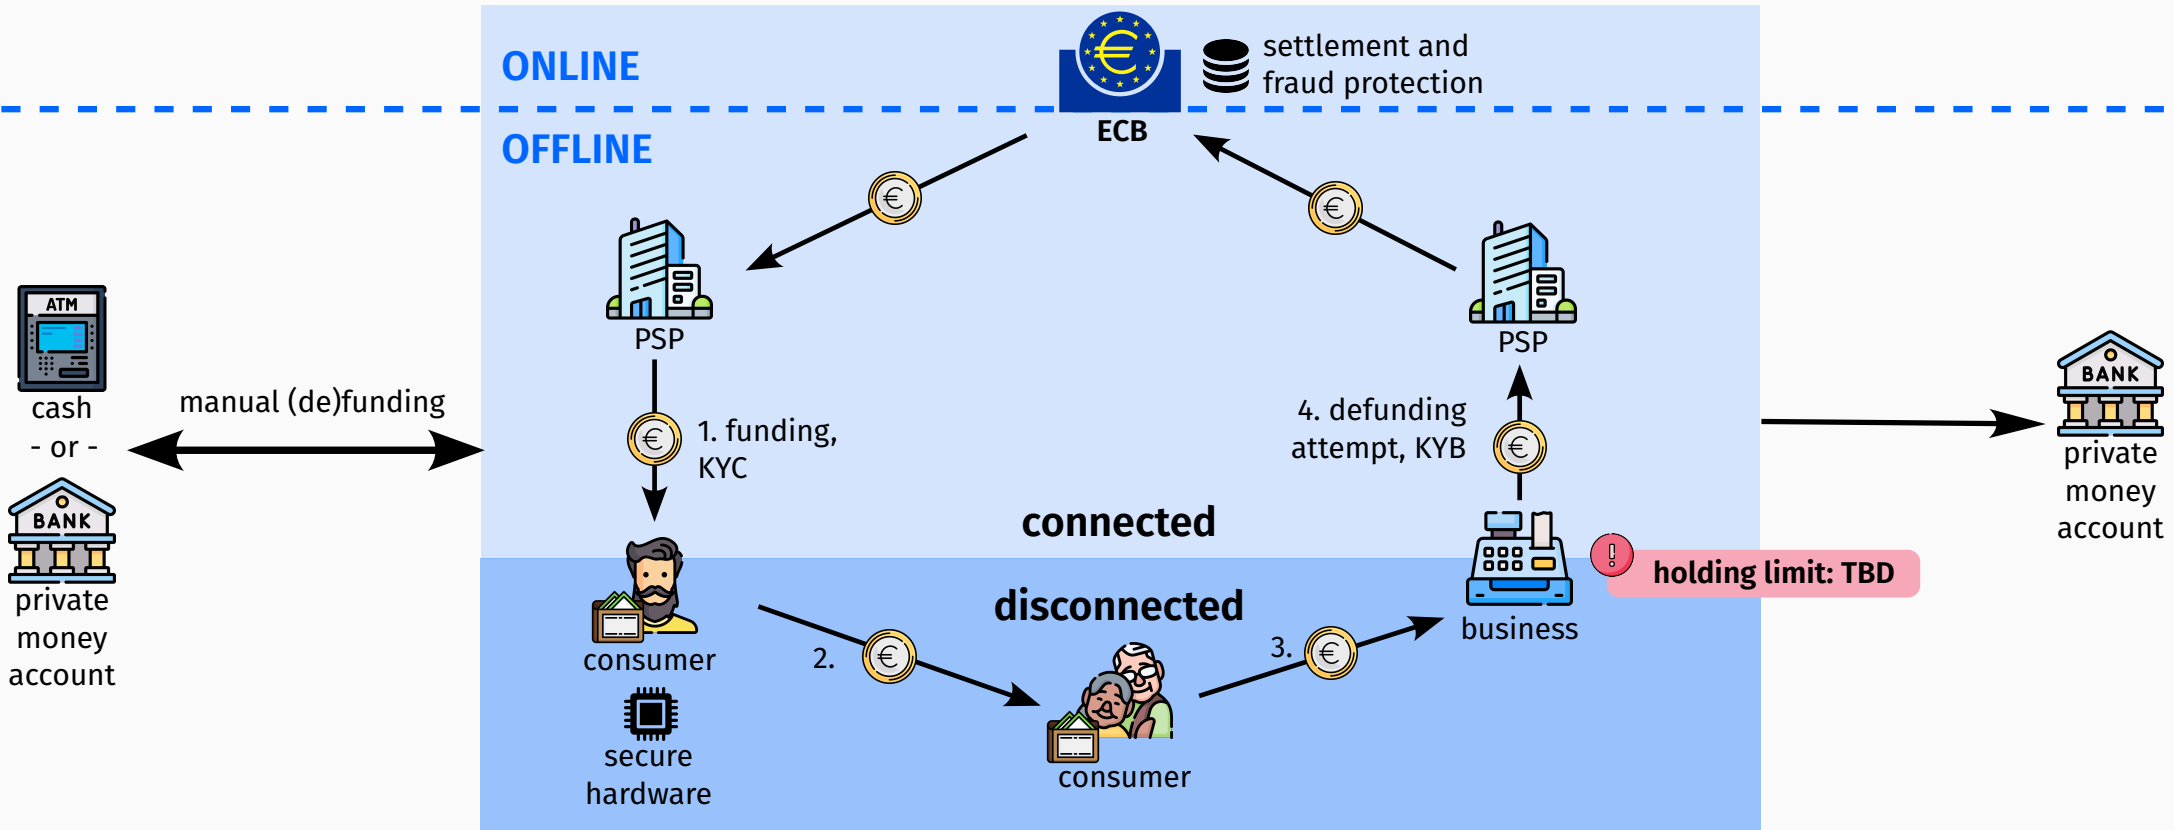 ONLINE
settlement and
fraud protection
ECB
OFFLINE
€
€
€
PSP
PSP
ATM
cash
- or -
BANK
private
money
account
manual (de)funding
€
1. funding,
KYC
4. defunding
attempt, KYB
€
BANK
private
money
account
connected
disconnected
! holding limit: TBD
business
consumer
2.
€
3.
€
consumer
secure
hardware